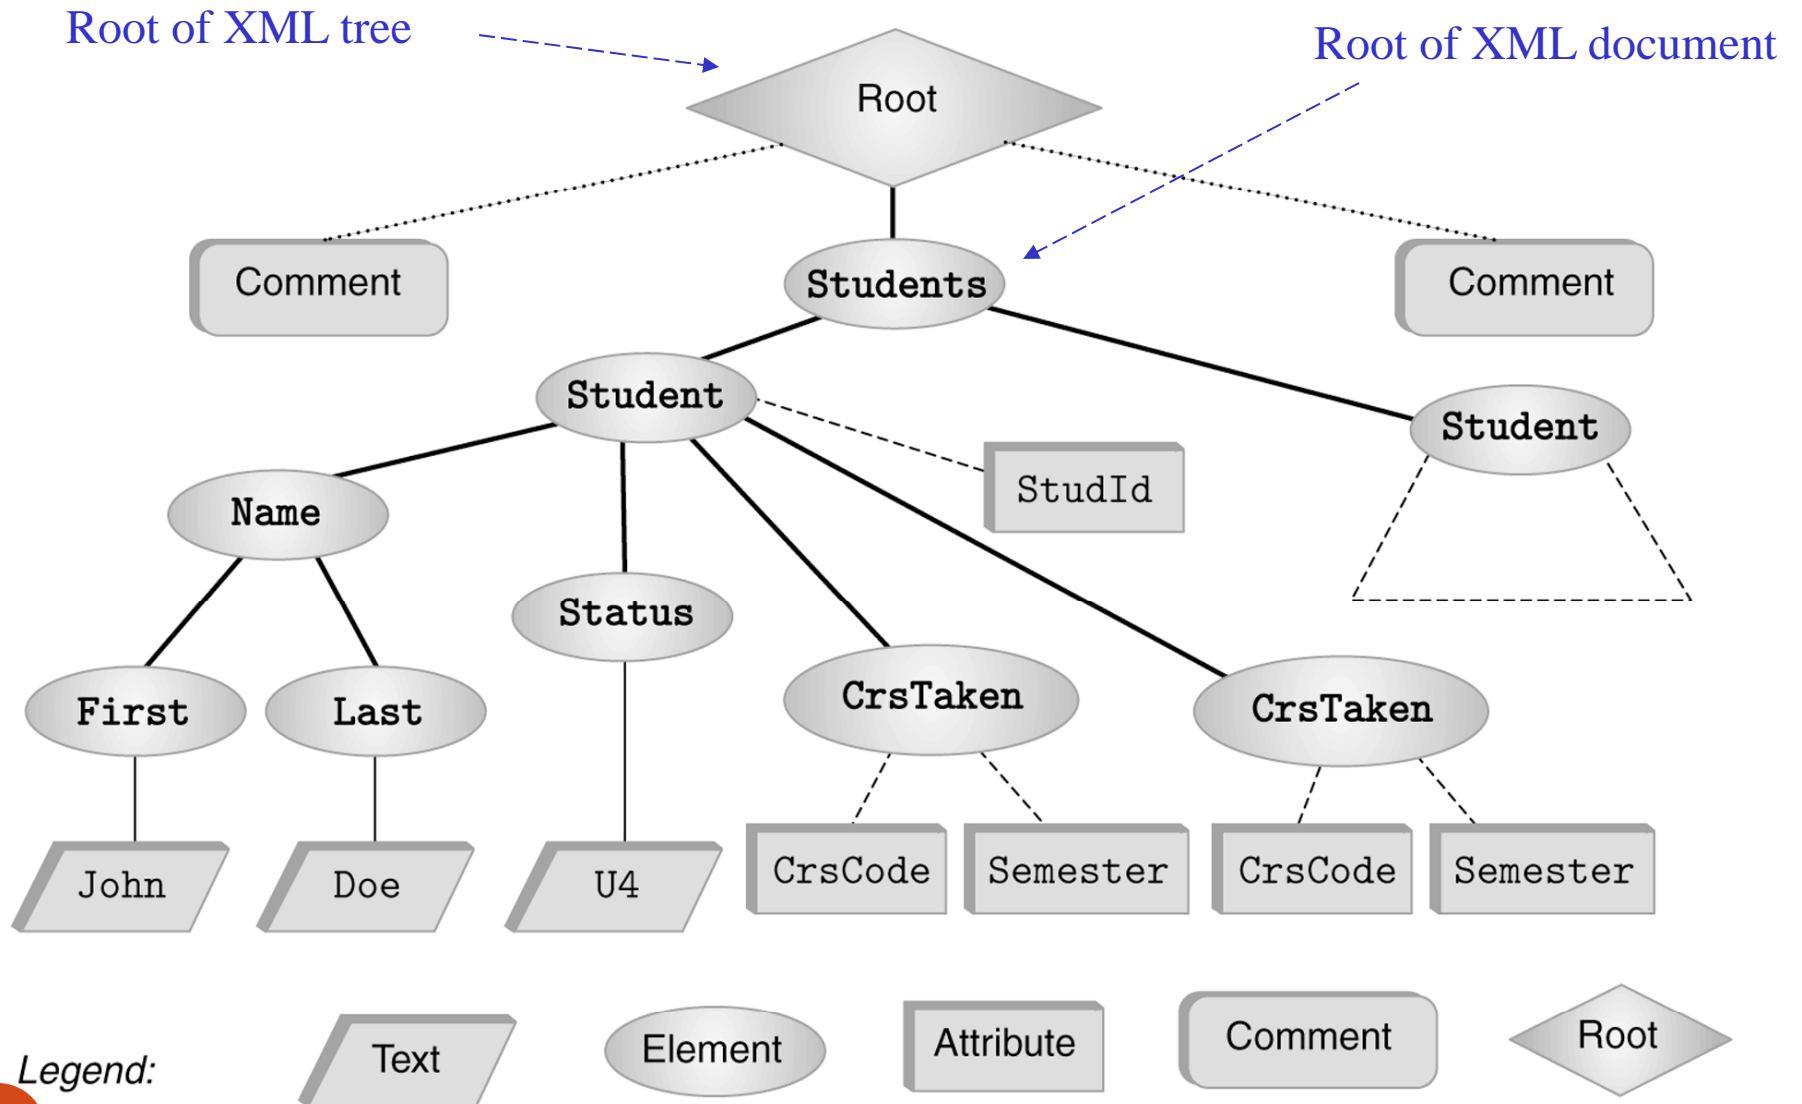 Root of XML tree
Root of XML document
Root
Comment
Students
Comment
Student
Student
StudId
Name
Status
First
Last
CrsTaken
CrsTaken
John
Doe
U4
CrsCode
Semester
CrsCode
Semester
Legend:
Text
Element
Attribute
Comment
Root